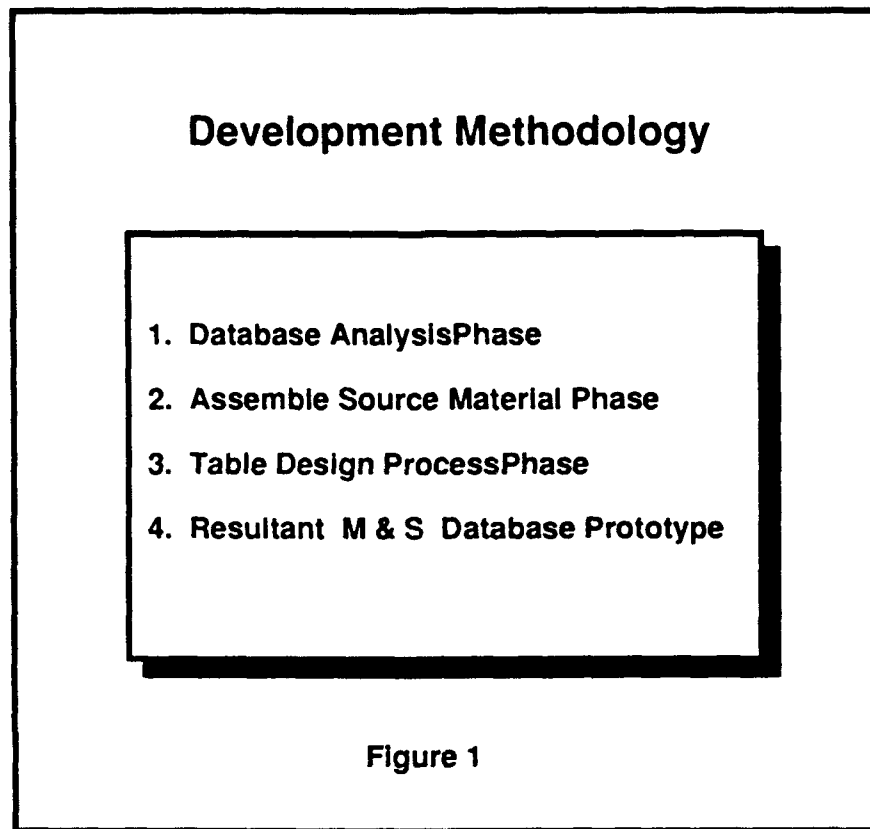 Development Methodology
1. Database AnalysisPhase
2. Assemble Source Material Phase
3. Table Design ProcessPhase
4. Resultant M & S Database Prototype
Figure 1